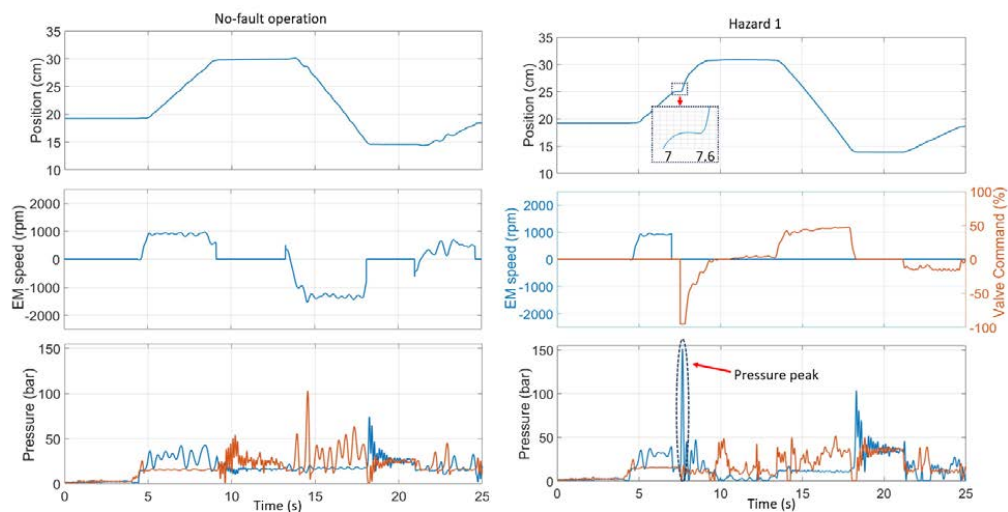 No-fault operation
Position (cm)
35
30
25
20
15
10
EM speed (rpm)
2000
1000
0
-1000
-2000
Pressure (bar)
150
100
50
0
0 5 10 15 20 25
Time (s)
Hazard 1
Position (cm)
35
30
25
20
15
10
7 7.6
EM speed (rpm)
2000
1000
0
-1000
-2000
100
50
0
-50
-100
Valve Command (%)
Pressure (bar)
150
100
50
0
Pressure peak
0 5 10 15 20 25
Time (s)